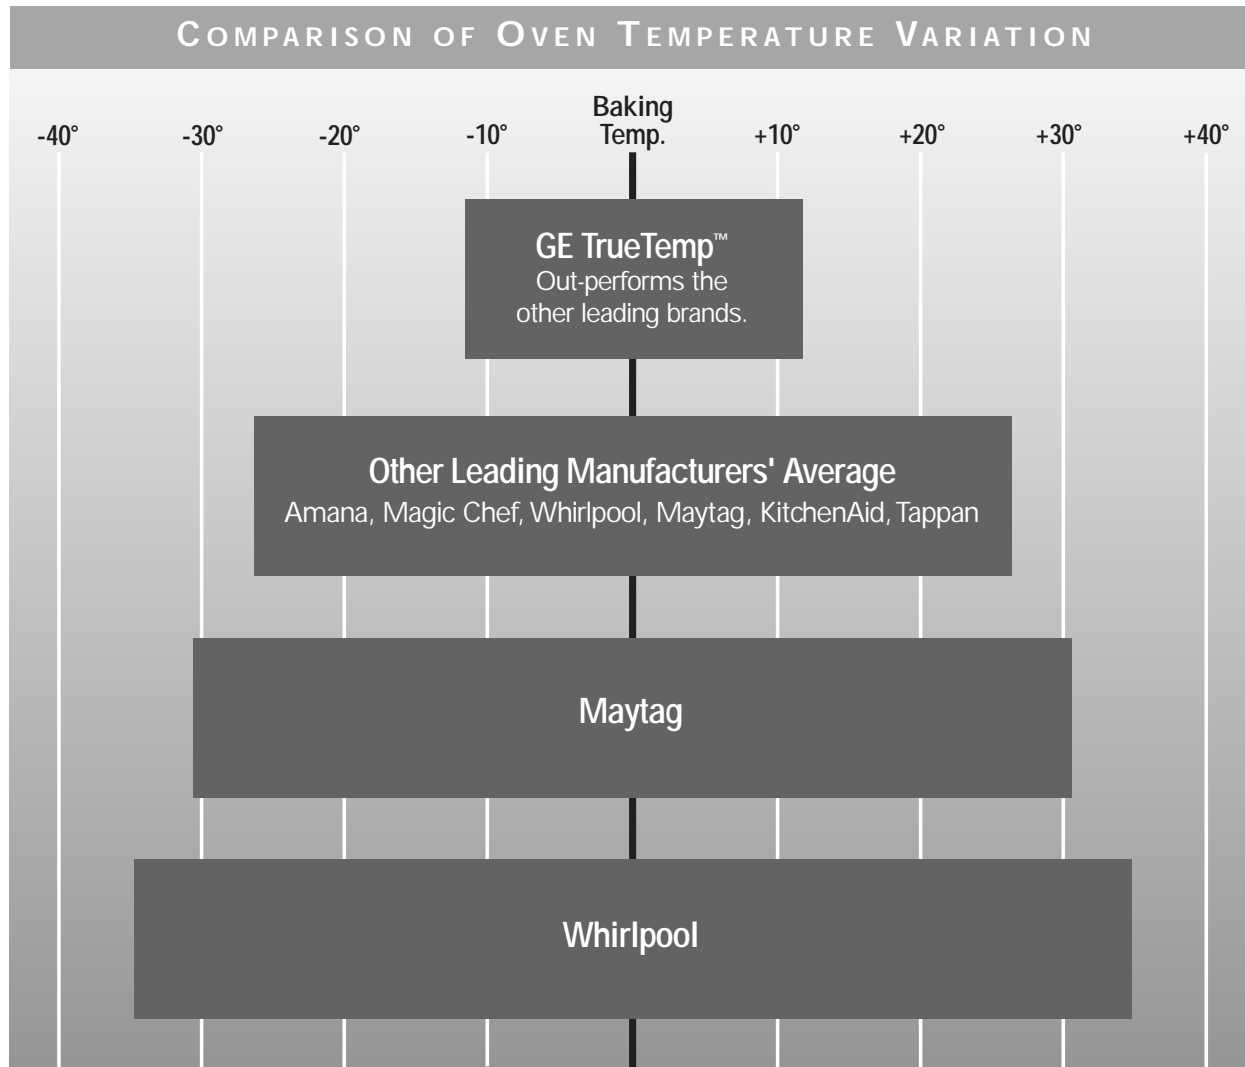 COMPARISON OF OVEN TEMPERATURE VARIATION
Baking
-40° -30° -20° -10° Temp. +10° +20° +30° +40°
GE TrueTemp™
Out-performs the
other leading brands.
Other Leading Manufacturers' Average
Amana, Magic Chef, Whirlpool, Maytag, KitchenAid, Tappan
Maytag
Whirlpool